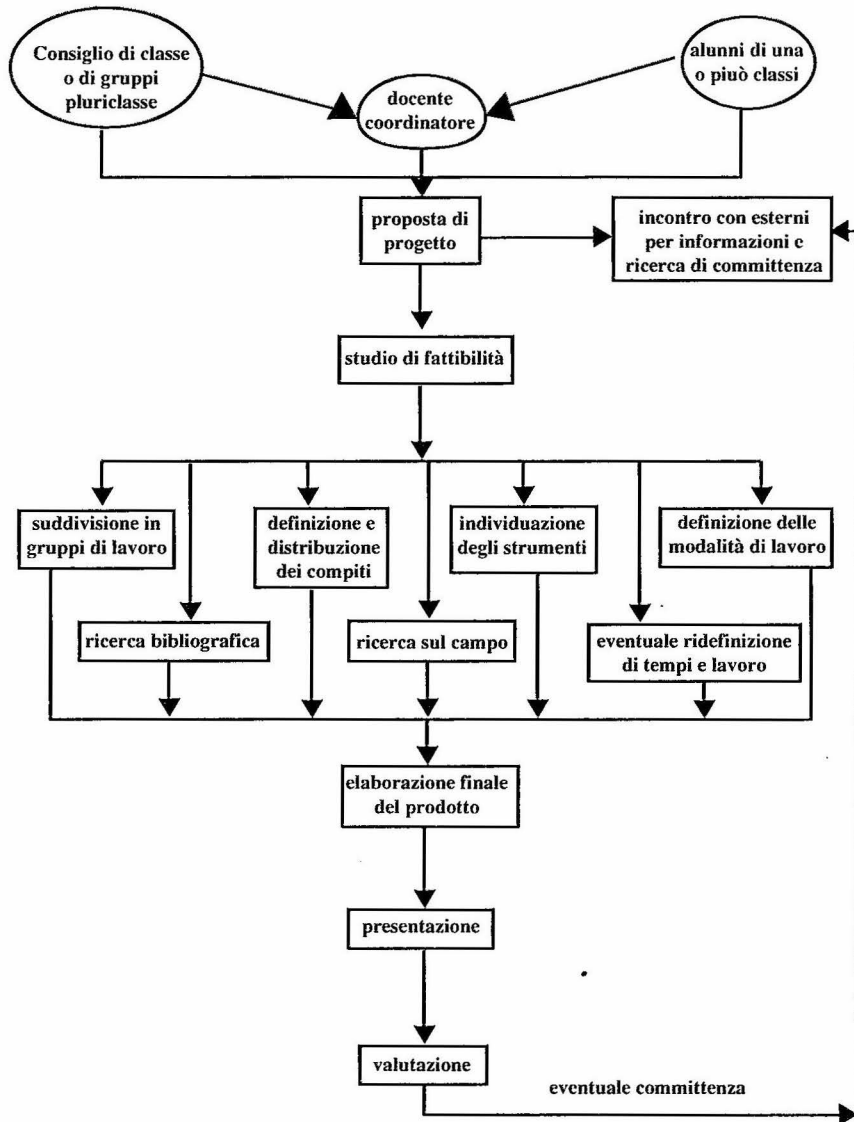 Consiglio di classe
o di gruppi
pluriclasse
docente
coordinatore
alunni di una
o piuò classi
proposta di
progetto
incontro con esterni
per informazioni e
ricerca di committenza
studio di fattibilità
suddivisione in
gruppi di lavoro
definizione e
distribuzione
dei compiti
individuazione
degli strumenti
definizione delle
modalità di lavoro
ricerca bibliografica
ricerca sul campo
eventuale ridefinizione
di tempi e lavoro
elaborazione finale
del prodotto
presentazione
valutazione
eventuale committenza